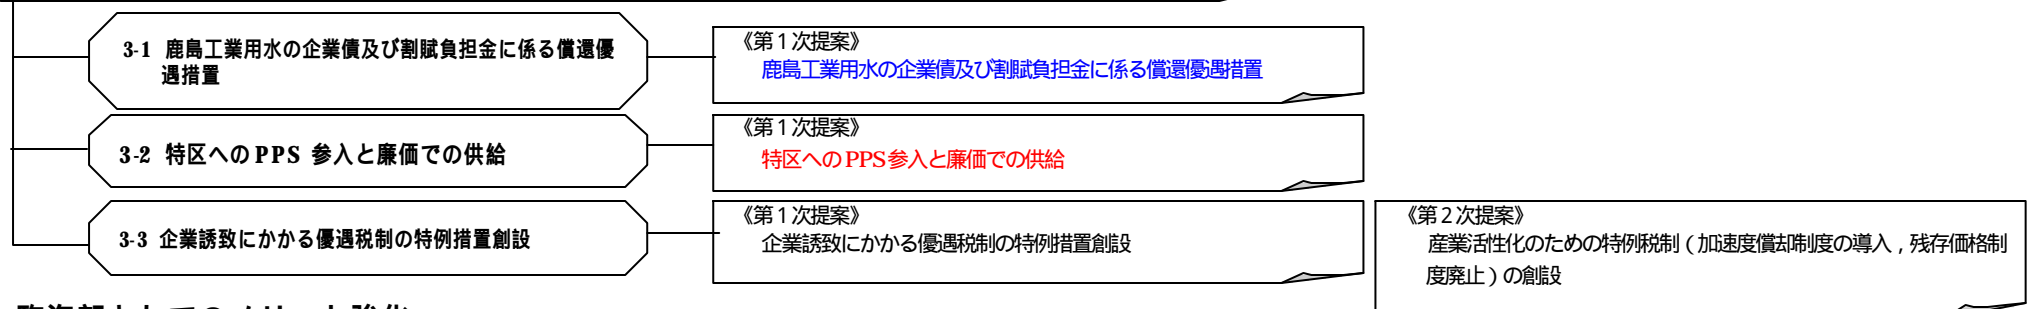 3-1 鹿島工業用水の企業債及び割賦負担金に係る償還優
遇措置
《第１次提案》
鹿島工業用水の企業債及び割賦負担金に係る償還優遇措置
3-2 特区へのPPS 参入と廉価での供給
《第１次提案》
特区へのPPS参入と廉価での供給
3-3 企業誘致にかかる優遇税制の特例措置創設
《第１次提案》
企業誘致にかかる優遇税制の特例措置創設
《第２次提案》
産業活性化のための特例税制（加速度償却制度の導入，残存価格制
度廃止）の創設